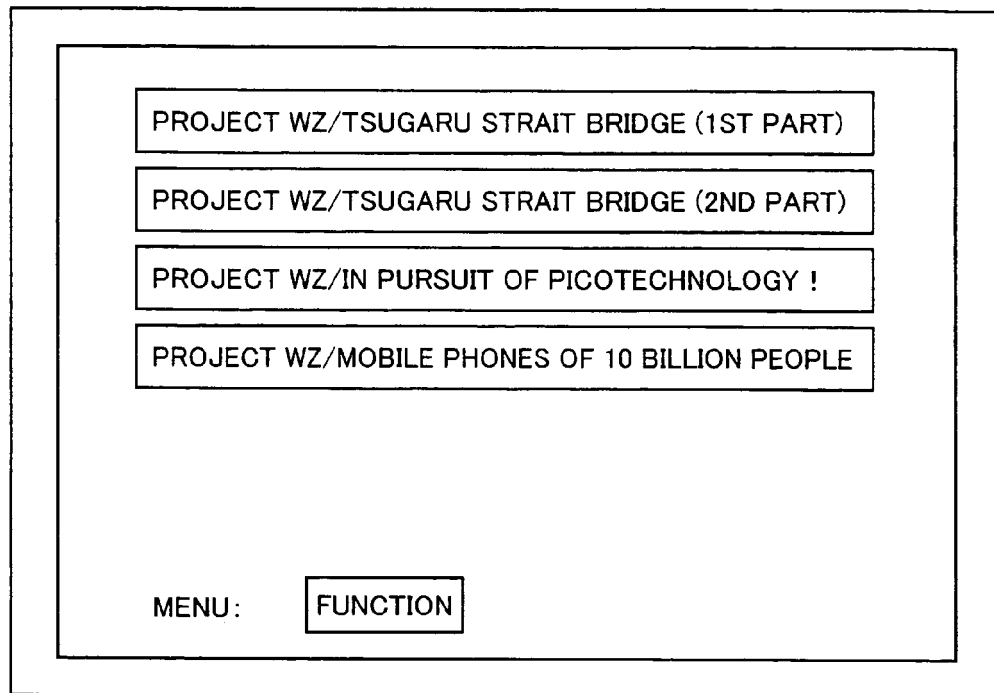 PROJECT WZ/TSUGARU STRAIT BRIDGE (1ST PART)
PROJECT WZ/TSUGARU STRAIT BRIDGE (2ND PART)
PROJECT WZ/IN PURSUIT OF PICOTECHNOLOGY !
PROJECT WZ/MOBILE PHONES OF 10 BILLION PEOPLE
MENU: FUNCTION